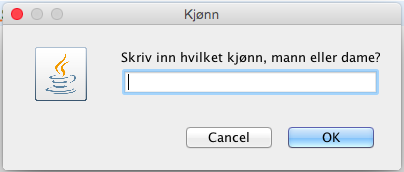 Kjønn
Skriv inn hvilket kjønn, mann eller dame?
Cancel
OK